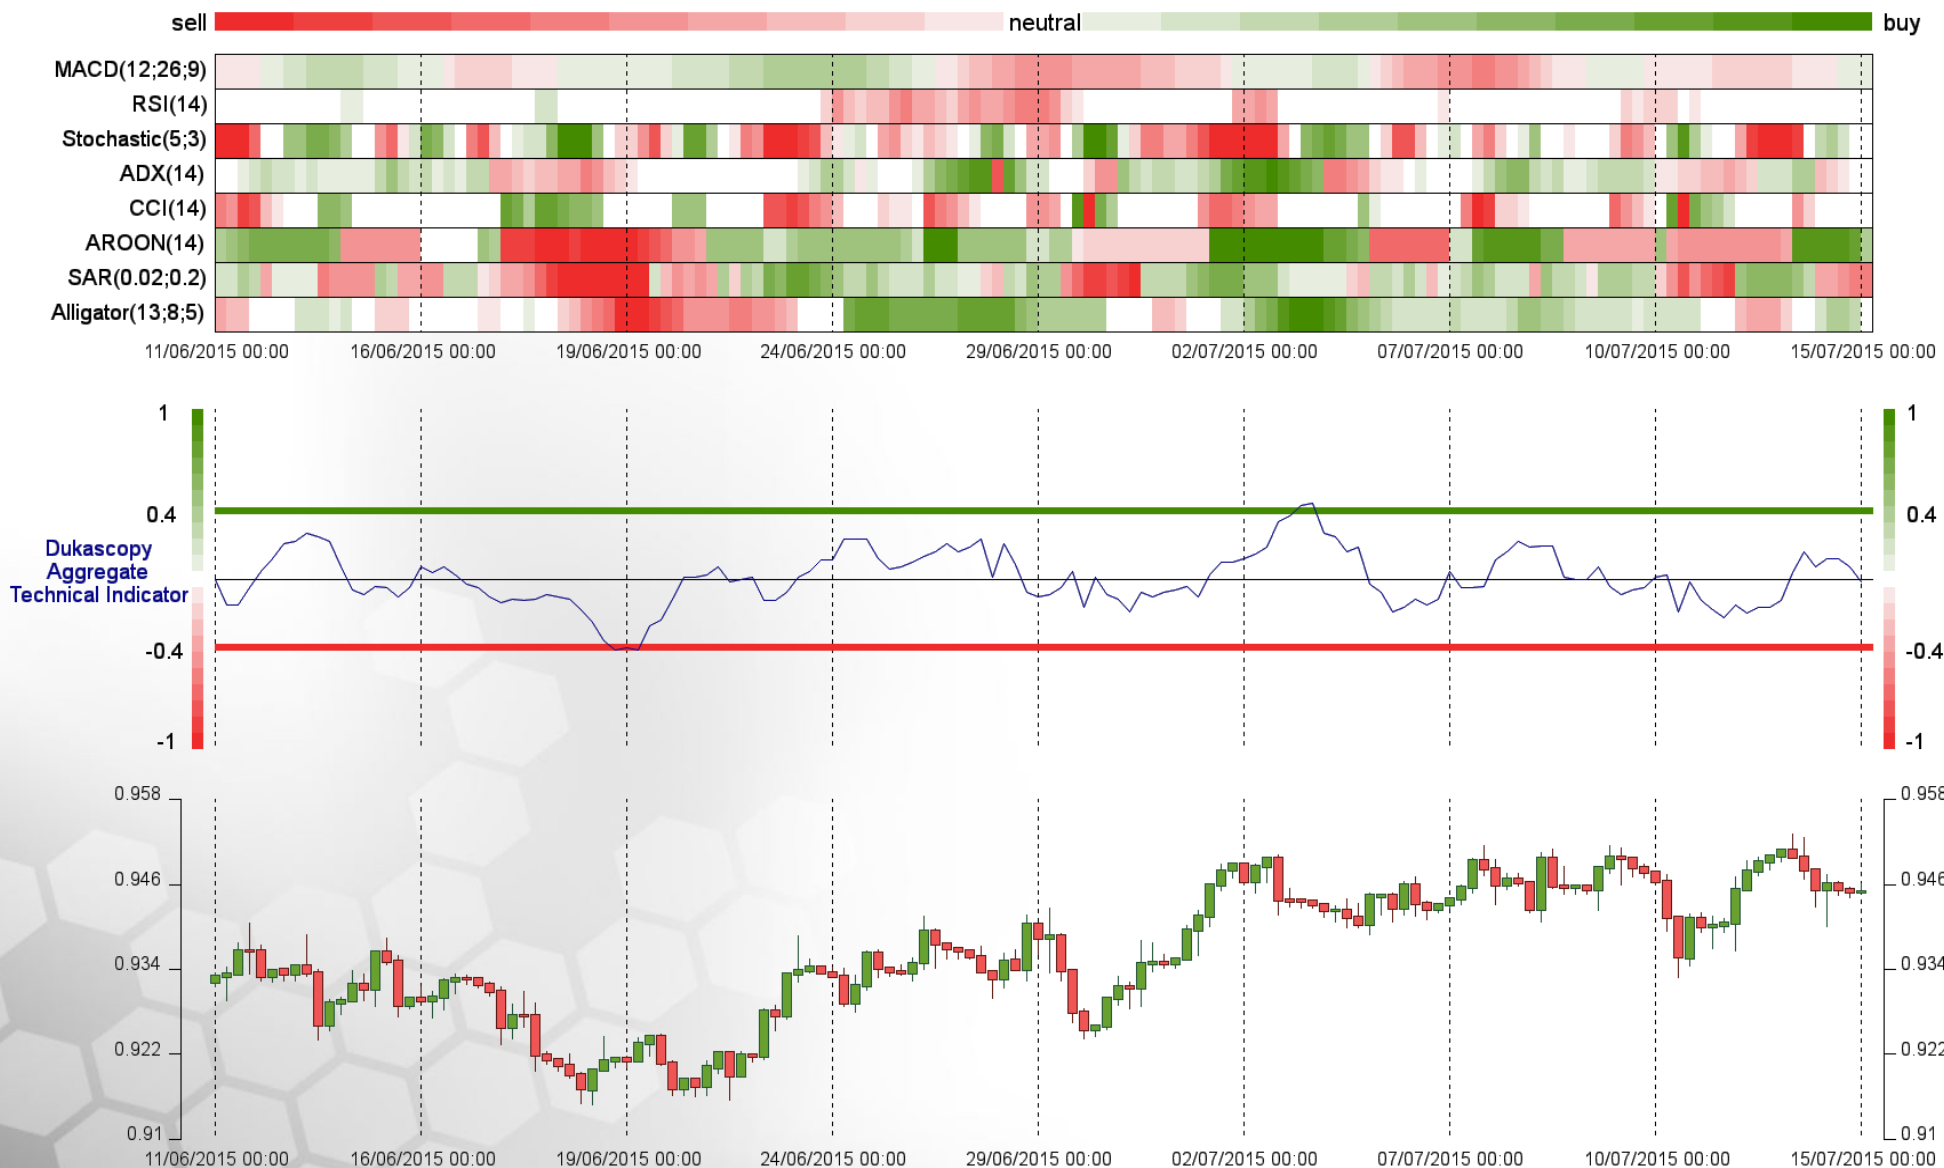 sell neutral buy
MACD(12;26;9)
RSI(14)
Stochastic(5;3)
ADX(14)
CCI(14)
AROON(14)
SAR(0.02;0.2)
Alligator(13;8;5)
11/06/2015 00:00 16/06/2015 00:00 19/06/2015 00:00 24/06/2015 00:00 29/06/2015 00:00 02/07/2015 00:00 07/07/2015 00:00 10/07/2015 00:00 15/07/2015 00:00
1 1
0.4 0.4
Dukascopy
Aggregate
Technical Indicator
-0.4 -0.4
-1 -1
0.958 0.958
0.946 0.946
0.934 0.934
0.922 0.922
0.91 0.91
11/06/2015 00:00 16/06/2015 00:00 19/06/2015 00:00 24/06/2015 00:00 29/06/2015 00:00 02/07/2015 00:00 07/07/2015 00:00 10/07/2015 00:00 15/07/2015 00:00